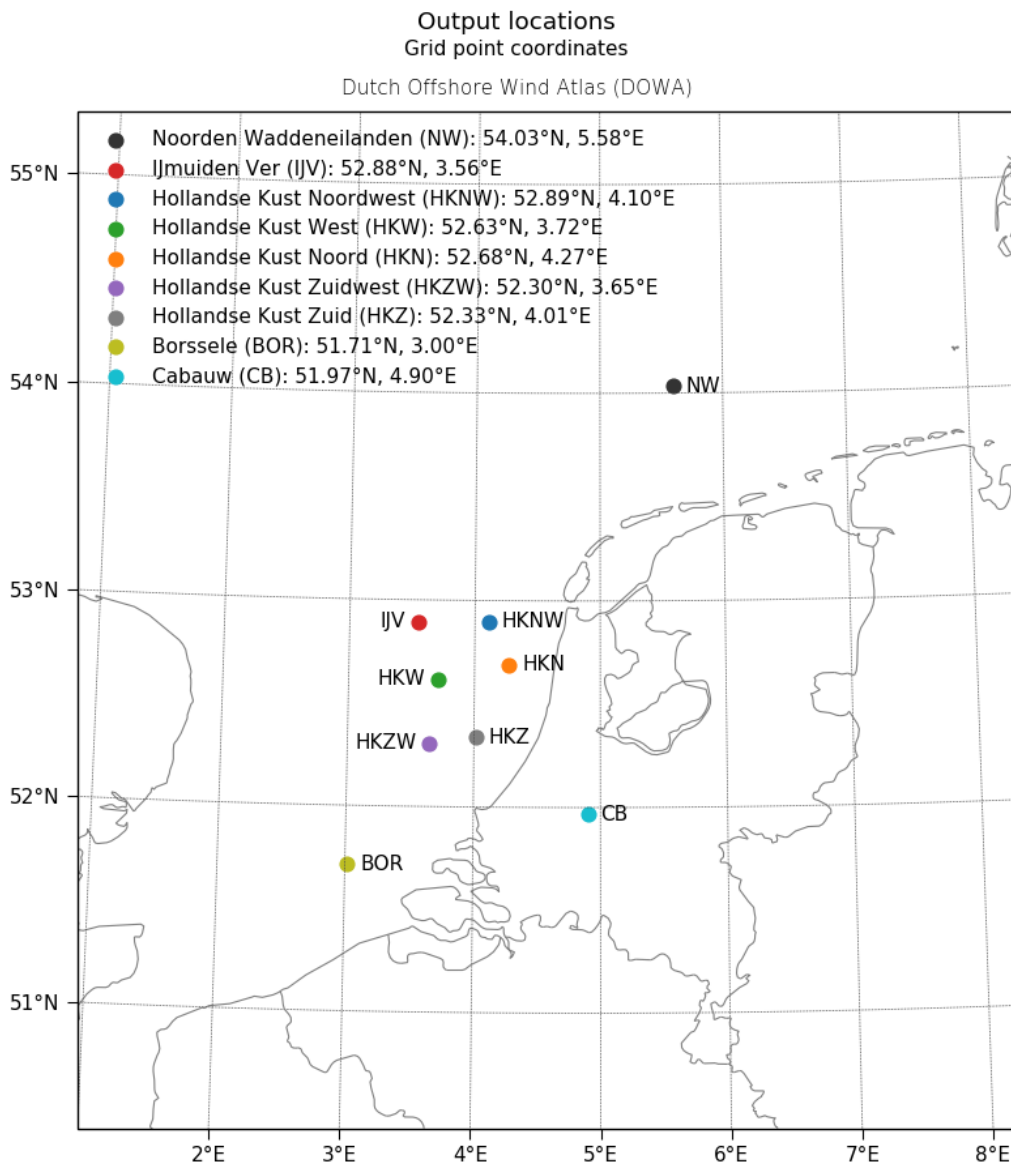 Output locations
Grid point coordinates
Dutch Offshore Wind Atlas (DOWA)
Noorden Waddeneilanden (NW): 54.03°N, 5.58°E
IJmuiden Ver (IJV): 52.88°N, 3.56°E
Hollandse Kust Noordwest (HKNW): 52.89°N, 4.10°E
Hollandse Kust West (HKW): 52.63°N, 3.72°E
Hollandse Kust Noord (HKN): 52.68°N, 4.27°E
Hollandse Kust Zuidwest (HKZW): 52.30°N, 3.65°E
Hollandse Kust Zuid (HKZ): 52.33°N, 4.01°E
Borssele (BOR): 51.71°N, 3.00°E
Cabauw (CB): 51.97°N, 4.90°E
55°N
54°N
53°N
52°N
51°N
NW
IJV
HKNW
HKN
HKW
HKZ
HKZW
CB
BOR
2°E
3°E
4°E
5°E
6°E
7°E
8°E